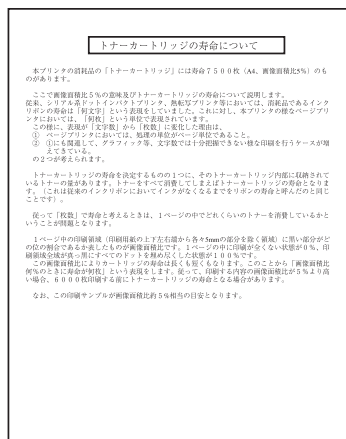 トナーカートリッジの寿命について
本プリンタの消耗品の「トナーカートリッジ」には寿命7500枚（A4、画像面積比5%）のも
のがあります。
ここで画像面積比5%の意味及びトナーカートリッジの寿命について説明します。
従来、シリアル系ドットインパクトプリンタ、熱転写プリンタ等においては、消耗品であるインク
リボンの寿命は「何文字」という表現をしていました。これに対し、本プリンタの様なページプリ
ンタにおいては、「何枚」という単位で表現されています。
この様に、表現が「文字数」から「枚数」に変化した理由は、
① ページプリンタにおいては、処理の単位がページ単位であること。
② ①にも関連して、グラフィック等、文字数では十分把握できない様な印刷を行うケースが増
えてきている。
の2つが考えられます。
トナーカートリッジの寿命を決定するものの1つに、そのトナーカートリッジ内部に収納されて
いるトナーの量があります。トナーをすべて消費してしまえばトナーカートリッジの寿命となりま
す。（これは従来のインクリボンにおいてインクがなくなるまでをリボンの寿命と呼んだのと同じ
ことです）。
従って「枚数」で寿命と考えるときは、1ページの中でどれくらいのトナーを消費しているかと
いうことが問題となります。
1ページ中の印刷領域（印刷用紙の上下左右端から各々5mmの部分を除く領域）に黒い部分がど
の位の割合であるか表したものが画像面積比です。1ページの中に印刷が全くない状態が0%、印
刷領域全域が真っ黒にすべてのドットを埋め尽くした状態が100%です。
この画像面積比によりカートリッジの寿命は長くも短くもなります。このことから「画像面積比
何%のときに寿命が何枚」という表現をします。従って、印刷する内容の画像面積比が5%より高
い場合、6000枚印刷する前にトナーカートリッジの寿命となる場合があります。
なお、この印刷サンプルが画像面積比約5%相当の目安となります。